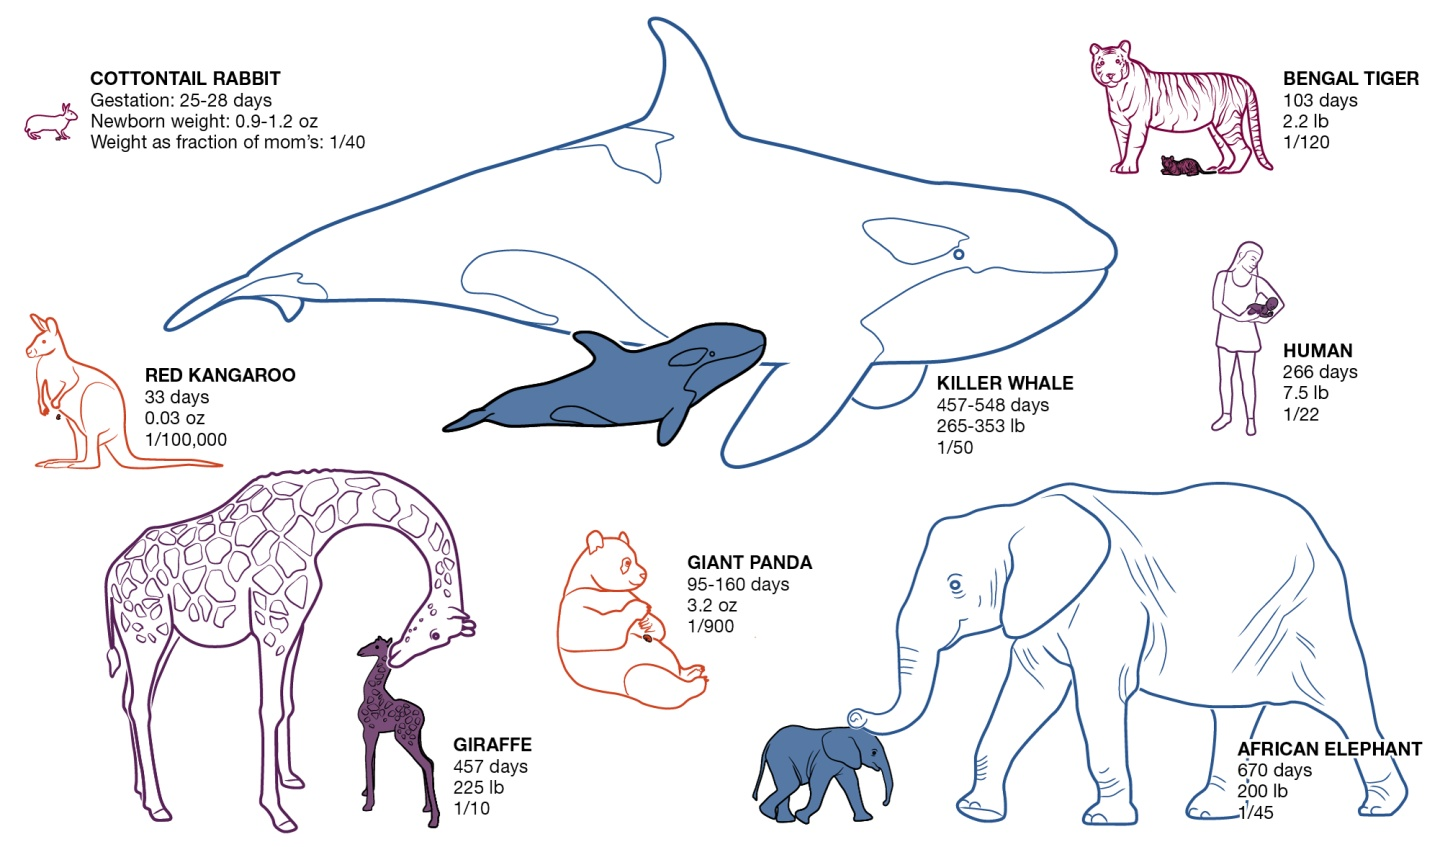 COTTONTAIL RABBIT
Gestation: 25-28 days
Newborn weight: 0.9-1.2 oz
Weight as fraction of mom's: 1/40
BENGAL TIGER
103 days
2.2 lb
1/120
RED KANGAROO
33 days
0.03 oz
1/100,000
KILLER WHALE
457-548 days
265-353 lb
1/50
HUMAN
266 days
7.5 lb
1/22
GIRAFFE
457 days
225 lb
1/10
GIANT PANDA
95-160 days
3.2 oz
1/900
AFRICAN ELEPHANT
670 days
200 lb
1/45